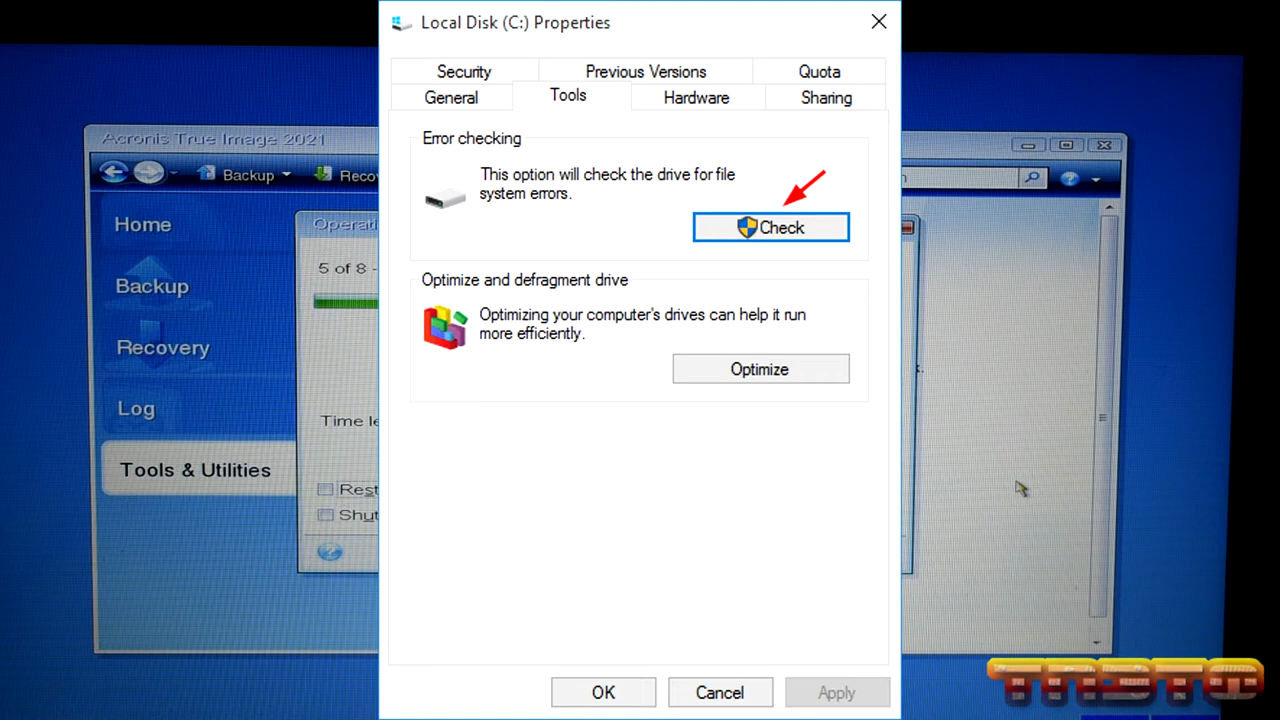 Local Disk (C:) Properties
Security
Previous Versions
Quota
General
Tools
Hardware
Sharing
Error checking
This option will check the drive for file
system errors.
Check
Optimize and defragment drive
Optimizing your computer's drives can help it run
more efficiently.
Optimize
OK
Cancel
Apply
Acronis True Image 2021
Backup
Reco
Home
Backup
Recovery
Log
Tools & Utilities
Operati
5 of 8 -
Time le
Rest
Shut